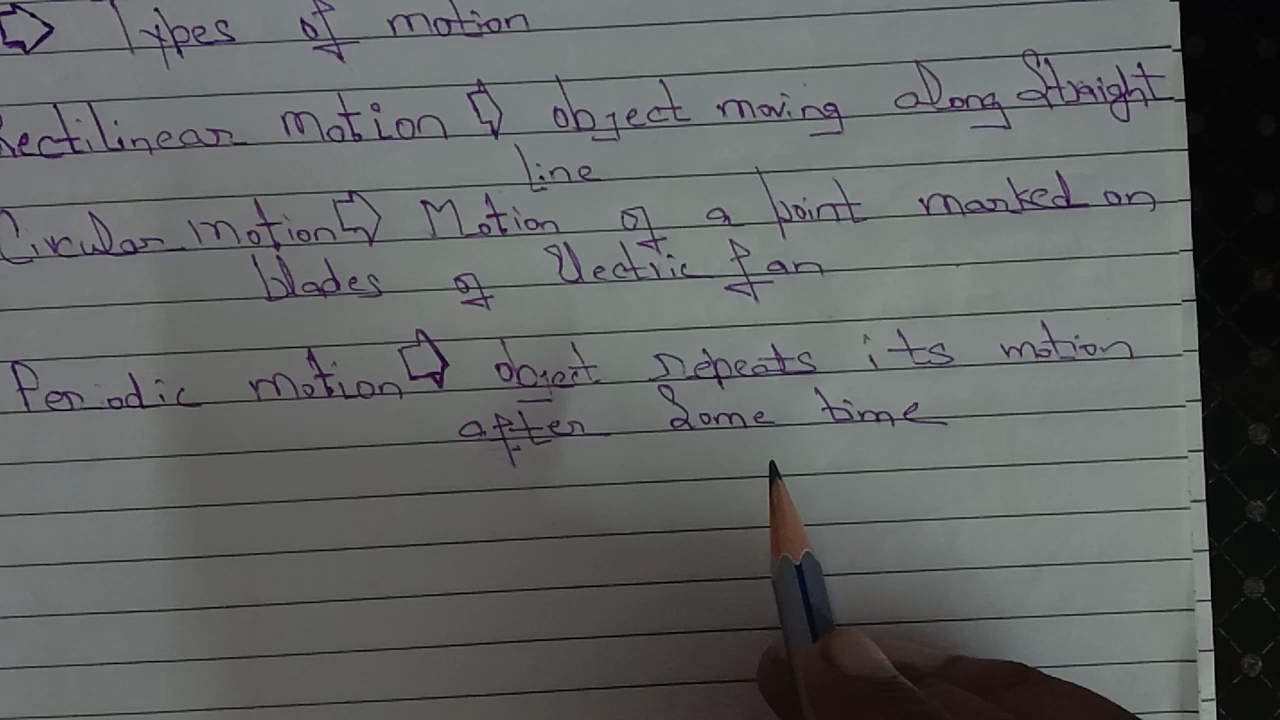 ⇨ Types of motion
Rectilinear motion ⇨ object moving along straight
line
Circular motion ⇨ Motion of a point marked on
blades of Electric fan
Periodic motion ⇨ object repeats its motion
after Some time